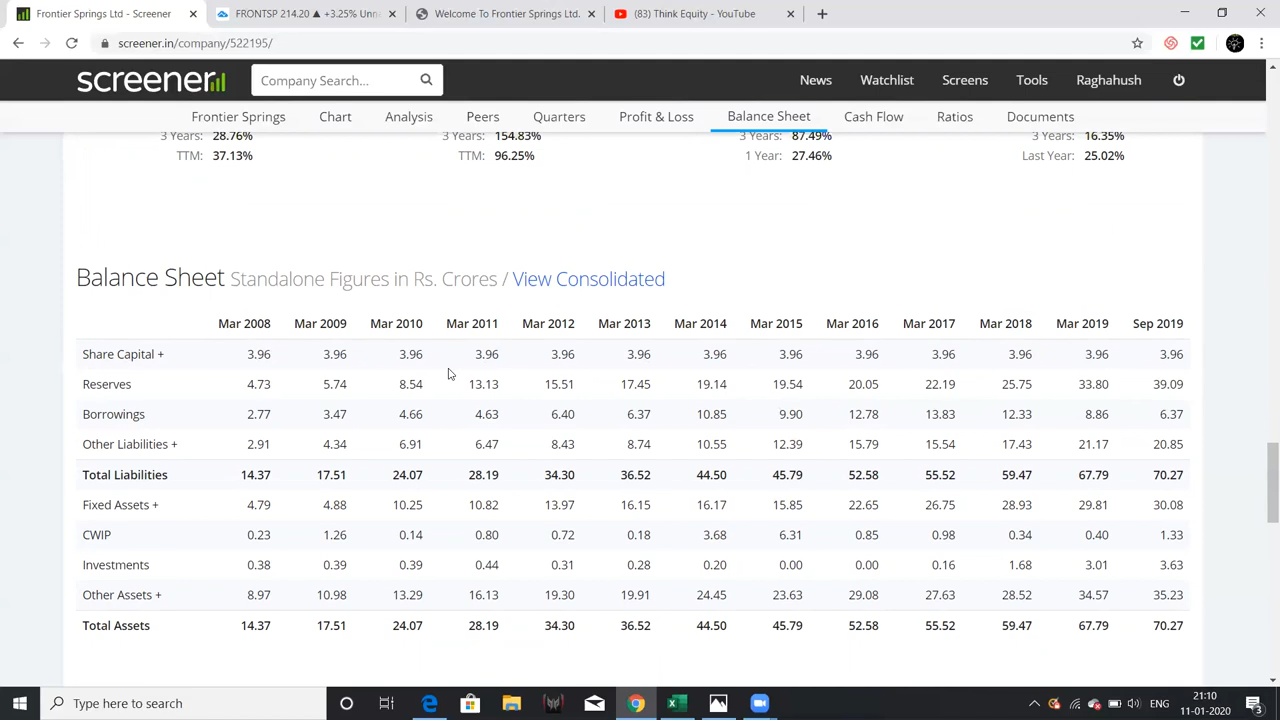 Frontier Springs Ltd - Screener
FRONTSP 214.20 ▲ +3.25% Unn
Welcome To Frontier Springs Ltd.
(83) Think Equity - YouTube
screener.in/company/522195/
screener
Company Search...
News Watchlist Screens Tools Raghahush
Frontier Springs Chart Analysis Peers Quarters Profit & Loss Balance Sheet Cash Flow Ratios Documents
3 Years: 28.76% 3 Years: 154.83% 3 Years: 87.49% 3 Years: 16.35%
TTM: 37.13% TTM: 96.25% 1 Year: 27.46% Last Year: 25.02%
Balance Sheet Standalone Figures in Rs. Crores / View Consolidated
Mar 2008 Mar 2009 Mar 2010 Mar 2011 Mar 2012 Mar 2013 Mar 2014 Mar 2015 Mar 2016 Mar 2017 Mar 2018 Mar 2019 Sep 2019
Share Capital + 3.96 3.96 3.96 3.96 3.96 3.96 3.96 3.96 3.96 3.96 3.96 3.96 3.96
Reserves 4.73 5.74 8.54 13.13 15.51 17.45 19.14 19.54 20.05 22.19 25.75 33.80 39.09
Borrowings 2.77 3.47 4.66 4.63 6.40 6.37 10.85 9.90 12.78 13.83 12.33 8.86 6.37
Other Liabilities + 2.91 4.34 6.91 6.47 8.43 8.74 10.55 12.39 15.79 15.54 17.43 21.17 20.85
Total Liabilities 14.37 17.51 24.07 28.19 34.30 36.52 44.50 45.79 52.58 55.52 59.47 67.79 70.27
Fixed Assets + 4.79 4.88 10.25 10.82 13.97 16.15 16.17 15.85 22.65 26.75 28.93 29.81 30.08
CWIP 0.23 1.26 0.14 0.80 0.72 0.18 3.68 6.31 0.85 0.98 0.34 0.40 1.33
Investments 0.38 0.39 0.39 0.44 0.31 0.28 0.20 0.00 0.00 0.16 1.68 3.01 3.63
Other Assets + 8.97 10.98 13.29 16.13 19.30 19.91 24.45 23.63 29.08 27.63 28.52 34.57 35.23
Total Assets 14.37 17.51 24.07 28.19 34.30 36.52 44.50 45.79 52.58 55.52 59.47 67.79 70.27
Type here to search
21:10
11-01-2020
3